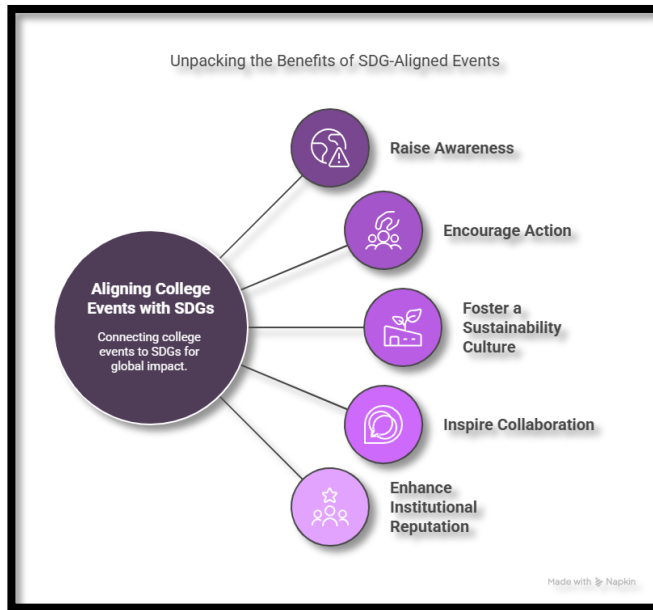 Unpacking the Benefits of SDG-Aligned Events
Raise Awareness
Encourage Action
Aligning College
Events with SDGs
Connecting college
events to SDGs for
global impact.
Foster a
Sustainability
Culture
Inspire Collaboration
Enhance
Institutional
Reputation
Made with Napkin